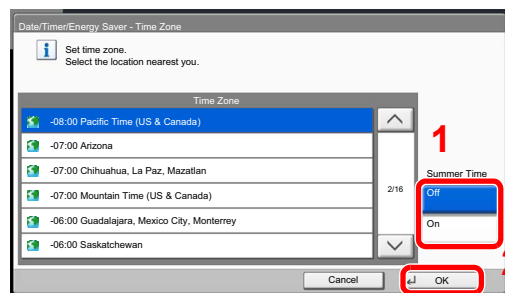 Date/Timer/Energy Saver - Time Zone
Set time zone.
Select the location nearest you.
Time Zone
-08:00 Pacific Time (US & Canada)
-07:00 Arizona
-07:00 Chihuahua, La Paz, Mazatlan
-07:00 Mountain Time (US & Canada)
-06:00 Guadalajara, Mexico City, Monterrey
-06:00 Saskatchewan
2/16
1
Summer Time
Off
On
Cancel
OK
2